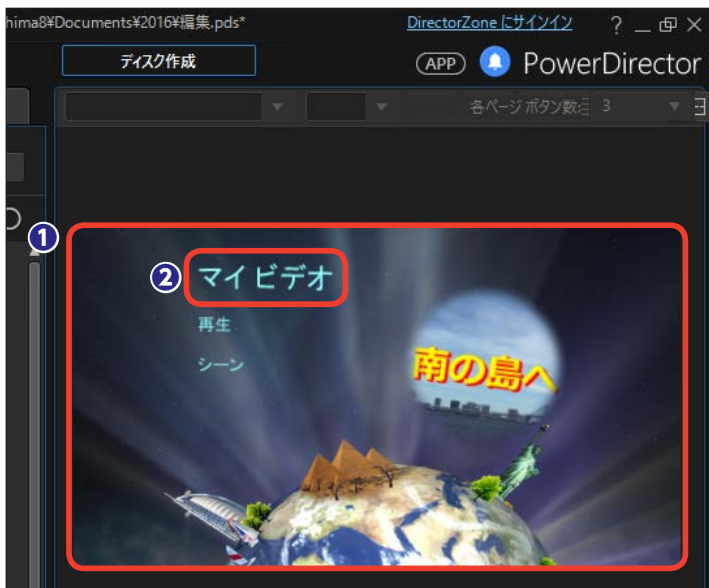 hima8¥Documents¥2016¥編集.pds*
DirectorZone にサインイン ?
ディスク作成
APP PowerDirector
各ページ ボタン数: 3
1
2 マイ ビデオ
再生
シーン
南の島へ